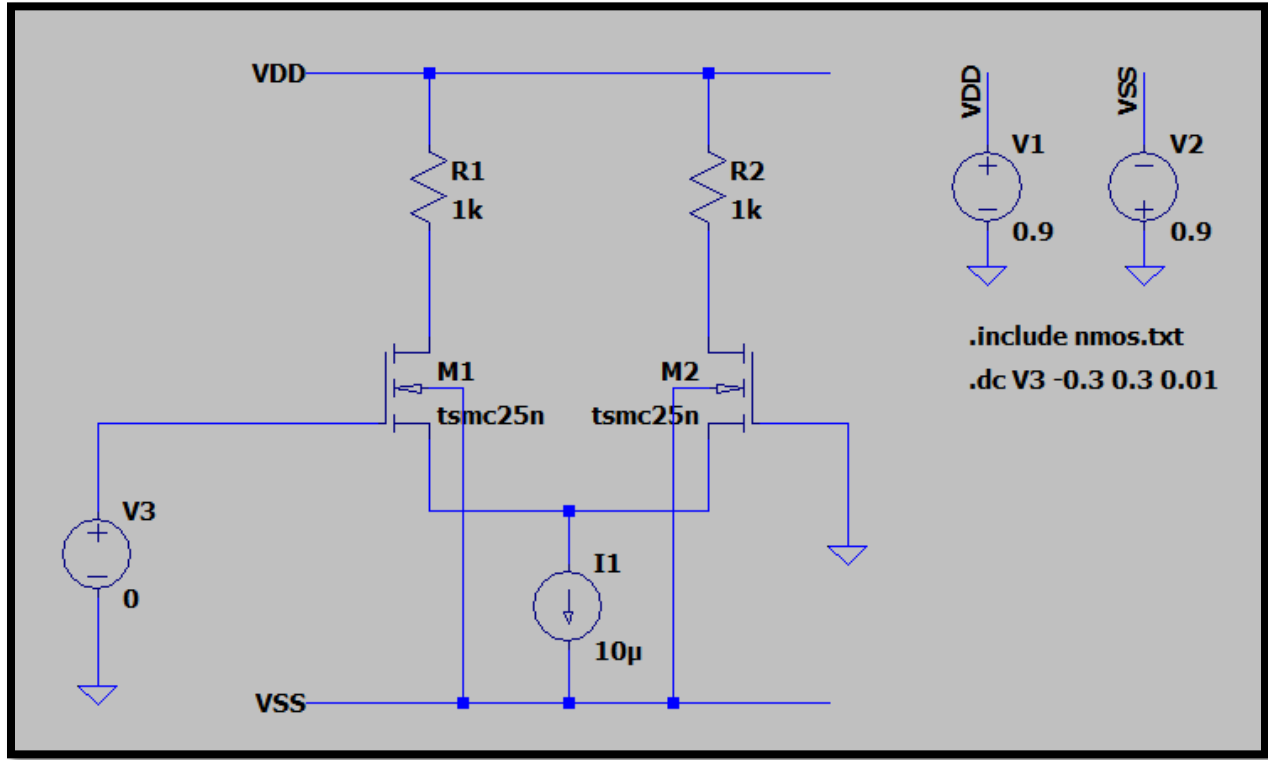 VDD
R1
1k
R2
1k
M1
tsmc25n
M2
tsmc25n
V3
0
I1
10µ
VSS
VDD
V1
0.9
VSS
V2
0.9
.include nmos.txt
.dc V3 -0.3 0.3 0.01